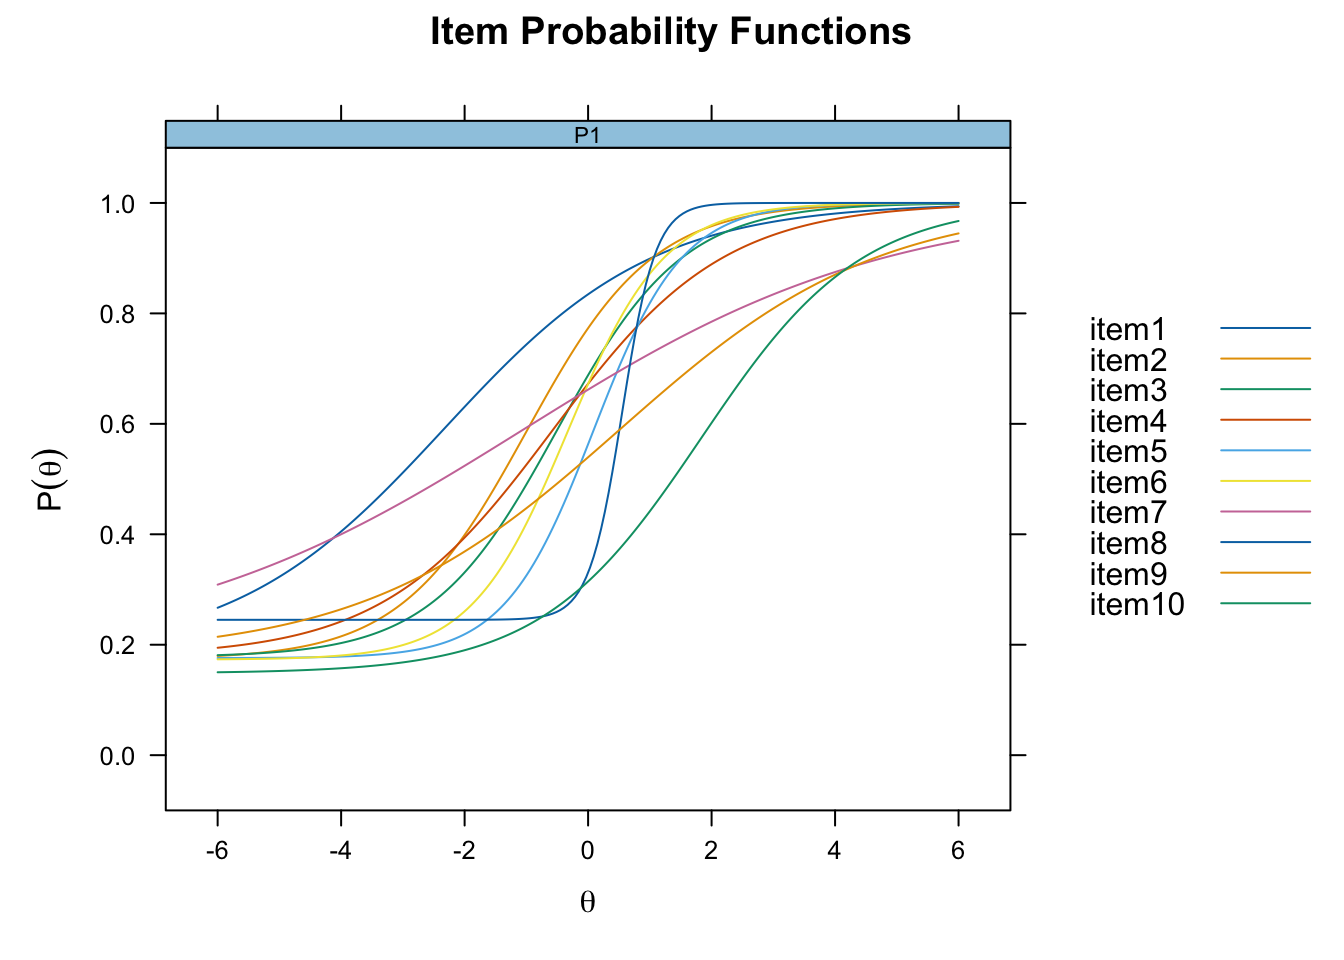 Item Probability Functions
P1
1.0
0.8
0.6
0.4
0.2
0.0
P(θ)
-6 -4 -2 0 2 4 6
θ
item1
item2
item3
item4
item5
item6
item7
item8
item9
item10